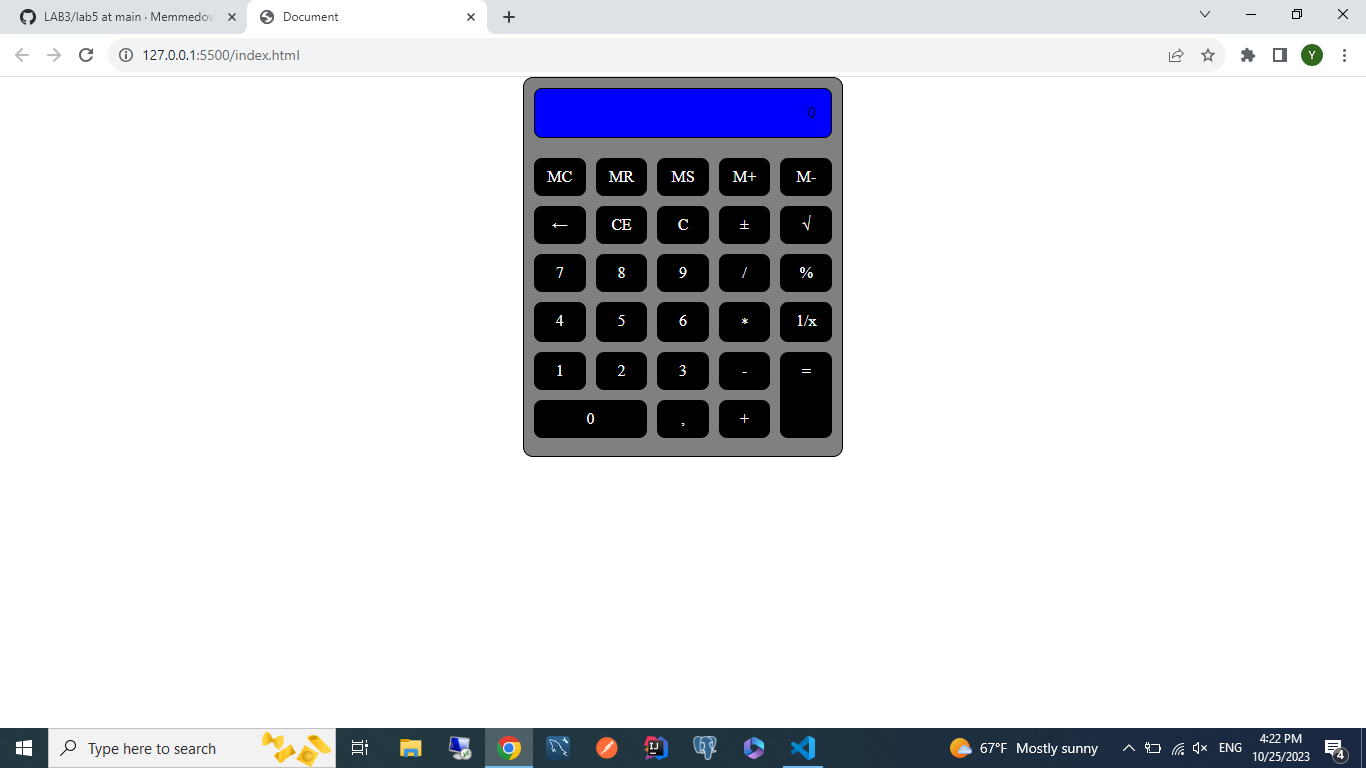 LAB3/lab5 at main · Memmedov
Document
127.0.0.1:5500/index.html
Y
0
MC MR MS M+ M-
← CE C ± √
7 8 9 / %
4 5 6 * 1/x
1 2 3 - =
0 , +
Type here to search
67°F Mostly sunny
ENG
4:22 PM
10/25/2023
4